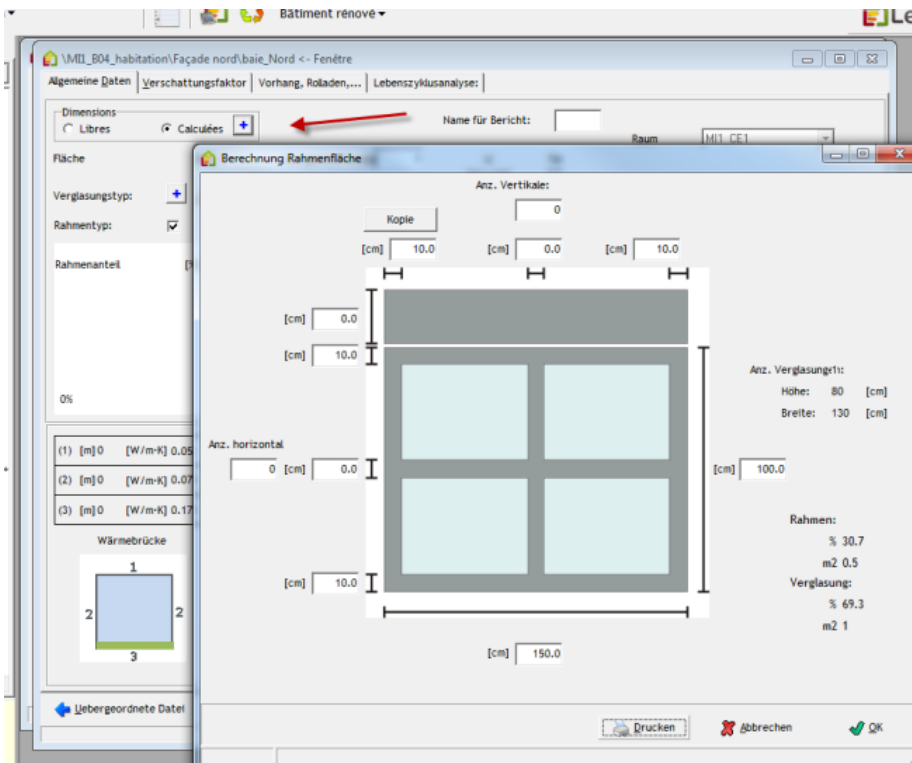 Bâtiment rénové
Le
\MI1_B04_habitation\Façade nord\baie_Nord <- Fenêtre
Algemeine Daten Verschattungsfaktor Vorhang, Rolladen,... Lebenszyklusanalyse:
Dimensions
Libres Calculées + Name für Bericht:
Raum MI1_CE1
Fläche
Berechnung Rahmenfläche
Verglasungstyp: +
Anz. Vertikale:
0
Kopie
Rahmentyp:
[cm] 10.0 [cm] 0.0 [cm] 10.0
Rahmenanteil
[cm] 0.0
[cm] 10.0
Anz. Verglasunge(1):
Höhe: 80 [cm]
Breite: 130 [cm]
0%
Anz. horizontal
0 [cm] 0.0
[cm] 100.0
(1) [m] 0 [W/m-K] 0.05
(2) [m] 0 [W/m-K] 0.07
(3) [m] 0 [W/m-K] 0.17
Rahmen:
% 30.7
m2 0.5
Verglasung:
% 69.3
m2 1
Wärmebrücke
1
2 2
3
[cm] 10.0
[cm] 150.0
Uebergeordnete Datei
Drucken Abbrechen OK